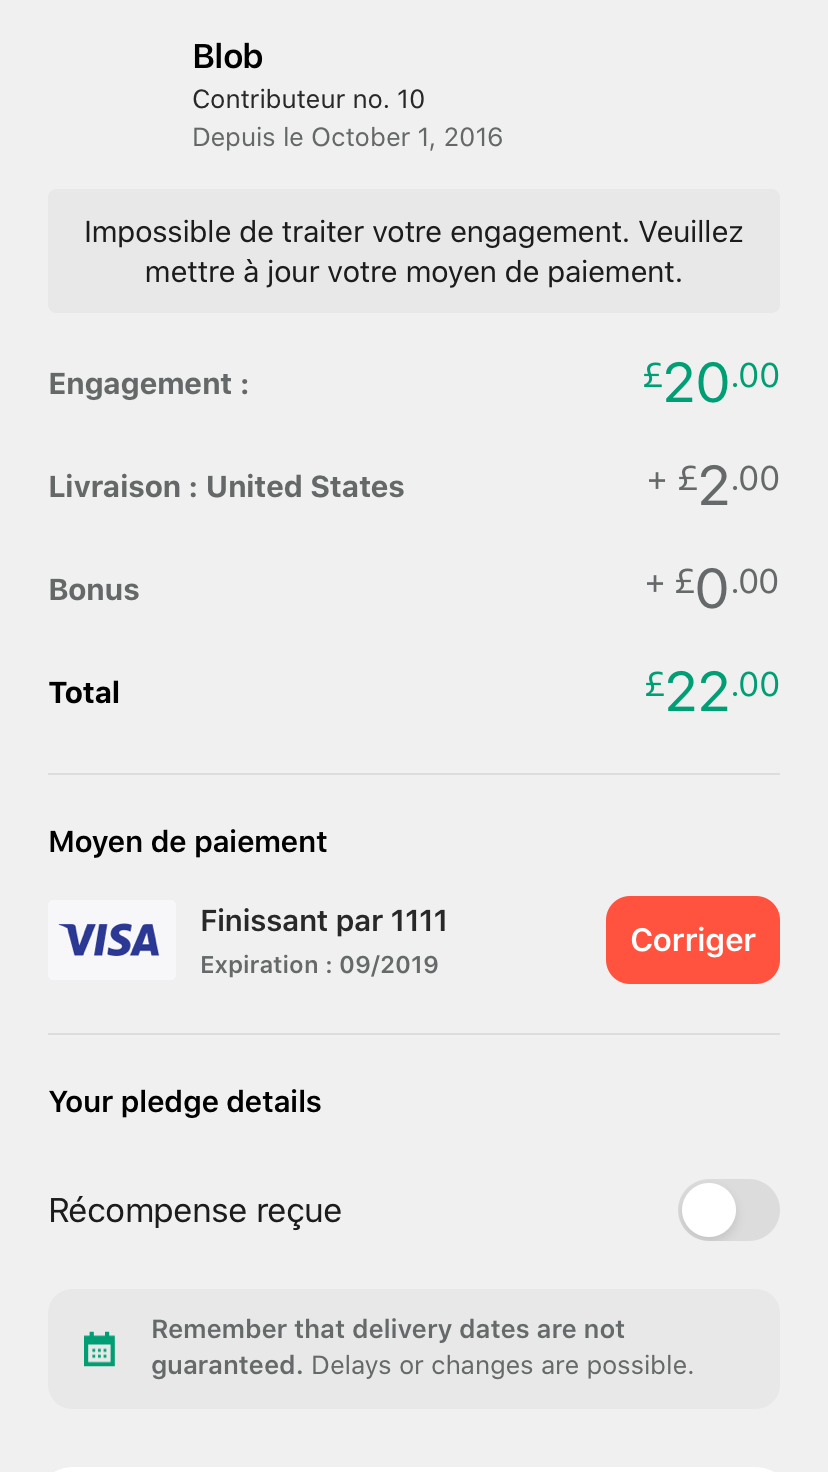 Blob
Contributeur no. 10
Depuis le October 1, 2016
Impossible de traiter votre engagement. Veuillez
mettre à jour votre moyen de paiement.
Engagement : £20.00
Livraison : United States + £2.00
Bonus + £0.00
Total £22.00
Moyen de paiement
VISA
Finissant par 1111
Expiration : 09/2019
Corriger
Your pledge details
Récompense reçue
Remember that delivery dates are not
guaranteed. Delays or changes are possible.